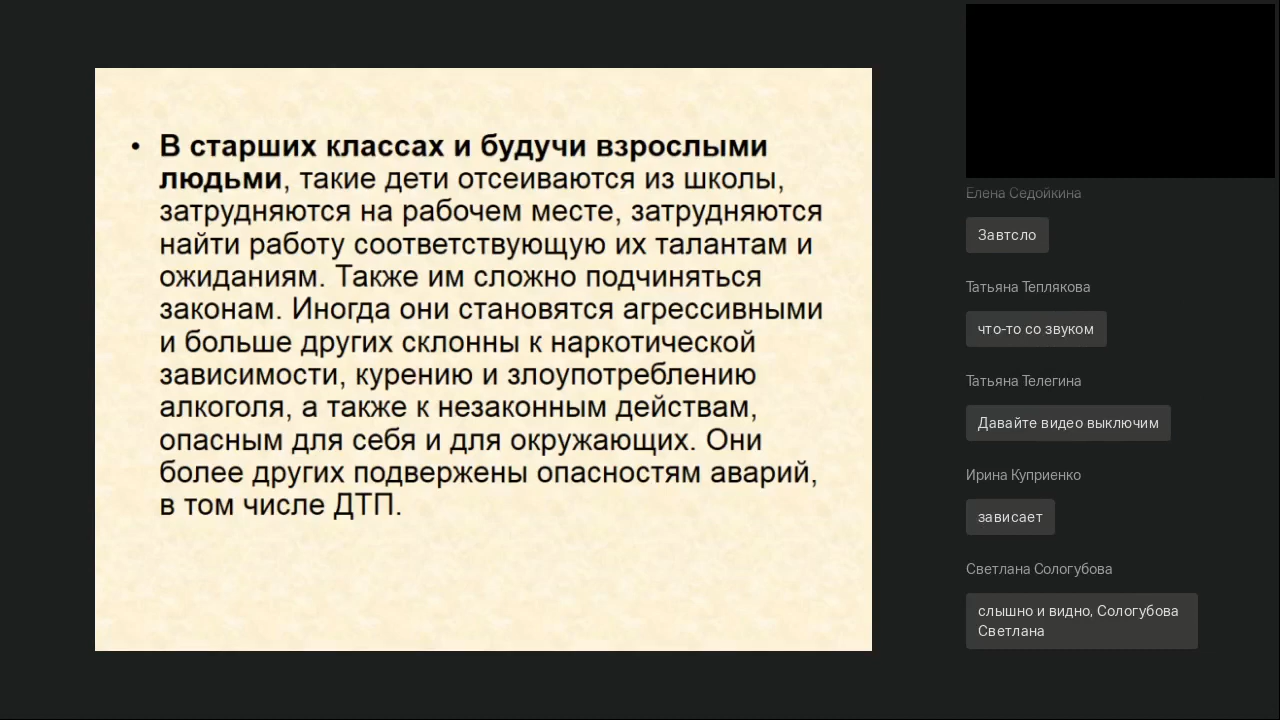 • В старших классах и будучи взрослыми
людьми, такие дети отсеиваются из школы,
затрудняются на рабочем месте, затрудняются
найти работу соответствующую их талантам и
ожиданиям. Также им сложно подчиняться
законам. Иногда они становятся агрессивными
и больше других склонны к наркотической
зависимости, курению и злоупотреблению
алкоголя, а также к незаконным действам,
опасным для себя и для окружающих. Они
более других подвержены опасностям аварий,
в том числе ДТП.
Елена Седойкина
Завтсло
Татьяна Теплякова
что-то со звуком
Татьяна Телегина
Давайте видео выключим
Ирина Куприенко
зависает
Светлана Сологубова
слышно и видно, Сологубова
Светлана